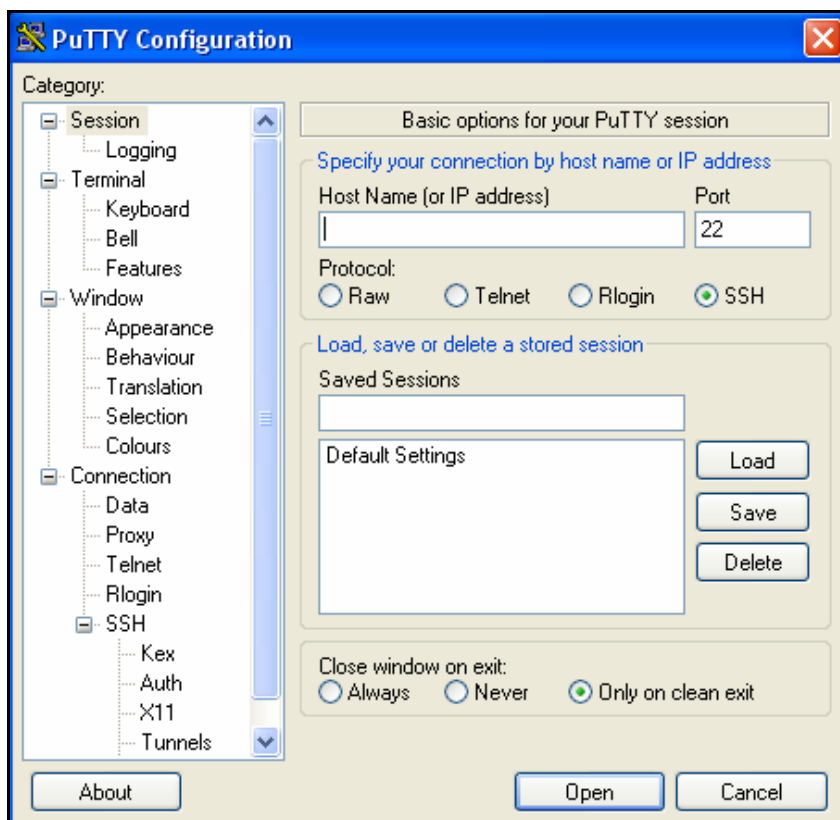 PuTTY Configuration
Category:
Session
Logging
Terminal
Keyboard
Bell
Features
Window
Appearance
Behaviour
Translation
Selection
Colours
Connection
Data
Proxy
Telnet
Rlogin
SSH
Kex
Auth
X11
Tunnels
Basic options for your PuTTY session
Specify your connection by host name or IP address
Host Name (or IP address) Port
22
Protocol:
Raw Telnet Rlogin SSH
Load, save or delete a stored session
Saved Sessions
Default Settings
Load
Save
Delete
Close window on exit:
Always Never Only on clean exit
About Open Cancel